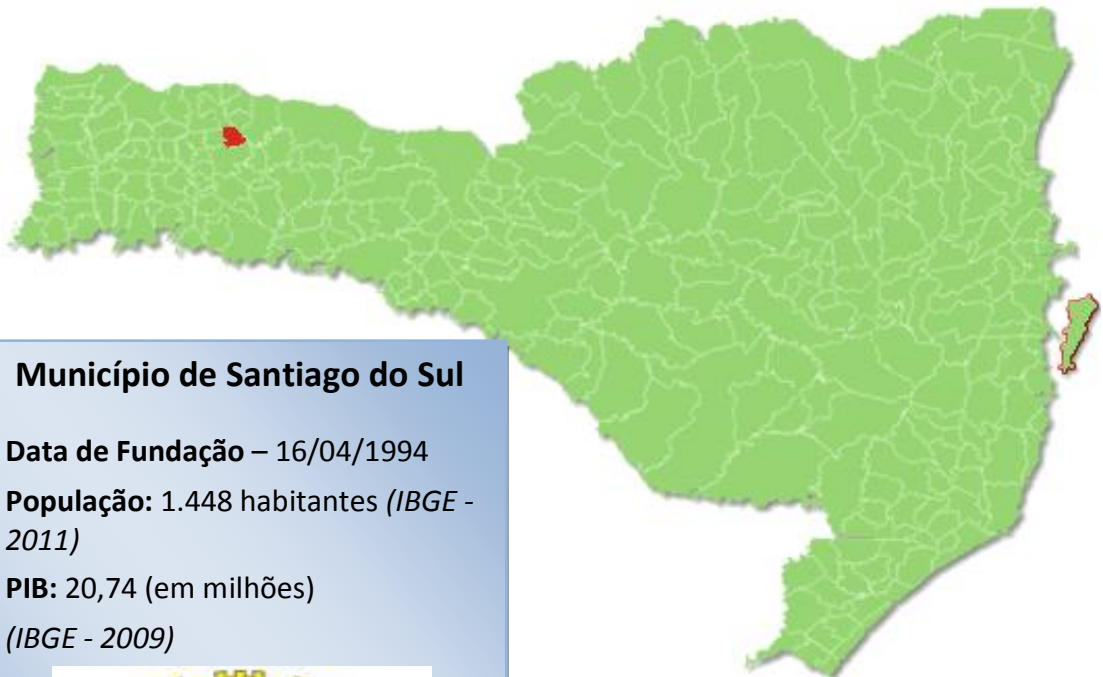 Município de Santiago do Sul
Data de Fundação – 16/04/1994
População: 1.448 habitantes (IBGE -
2011)
PIB: 20,74 (em milhões)
(IBGE - 2009)